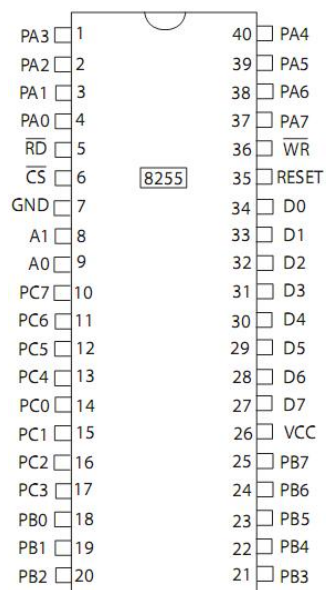 PA3 1 40 PA4
PA2 2 39 PA5
PA1 3 38 PA6
PA0 4 37 PA7
R̅D̅ 5 36 W̅R̅
C̅S̅ 6 8255 35 RESET
GND 7 34 D0
A1 8 33 D1
A0 9 32 D2
PC7 10 31 D3
PC6 11 30 D4
PC5 12 29 D5
PC4 13 28 D6
PC0 14 27 D7
PC1 15 26 VCC
PC2 16 25 PB7
PC3 17 24 PB6
PB0 18 23 PB5
PB1 19 22 PB4
PB2 20 21 PB3